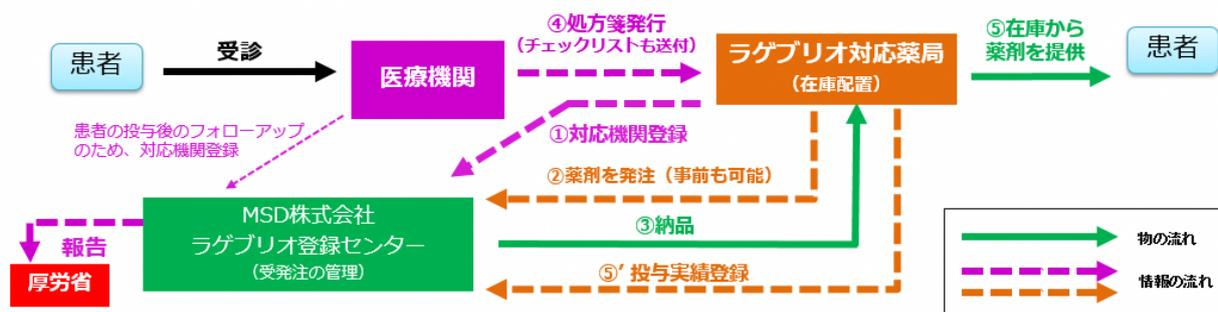 患者
受診
医療機関
④処方箋発行
（チェックリストも送付）
ラゲブリオ対応薬局
（在庫配置）
⑤在庫から
薬剤を提供
患者
患者の投与後のフォローアップ
のため、対応機関登録
①対応機関登録
②薬剤を発注（事前も可能）
MSD株式会社
ラゲブリオ登録センター
（受発注の管理）
③納品
⑤’投与実績登録
報告
厚労省
物の流れ
情報の流れ